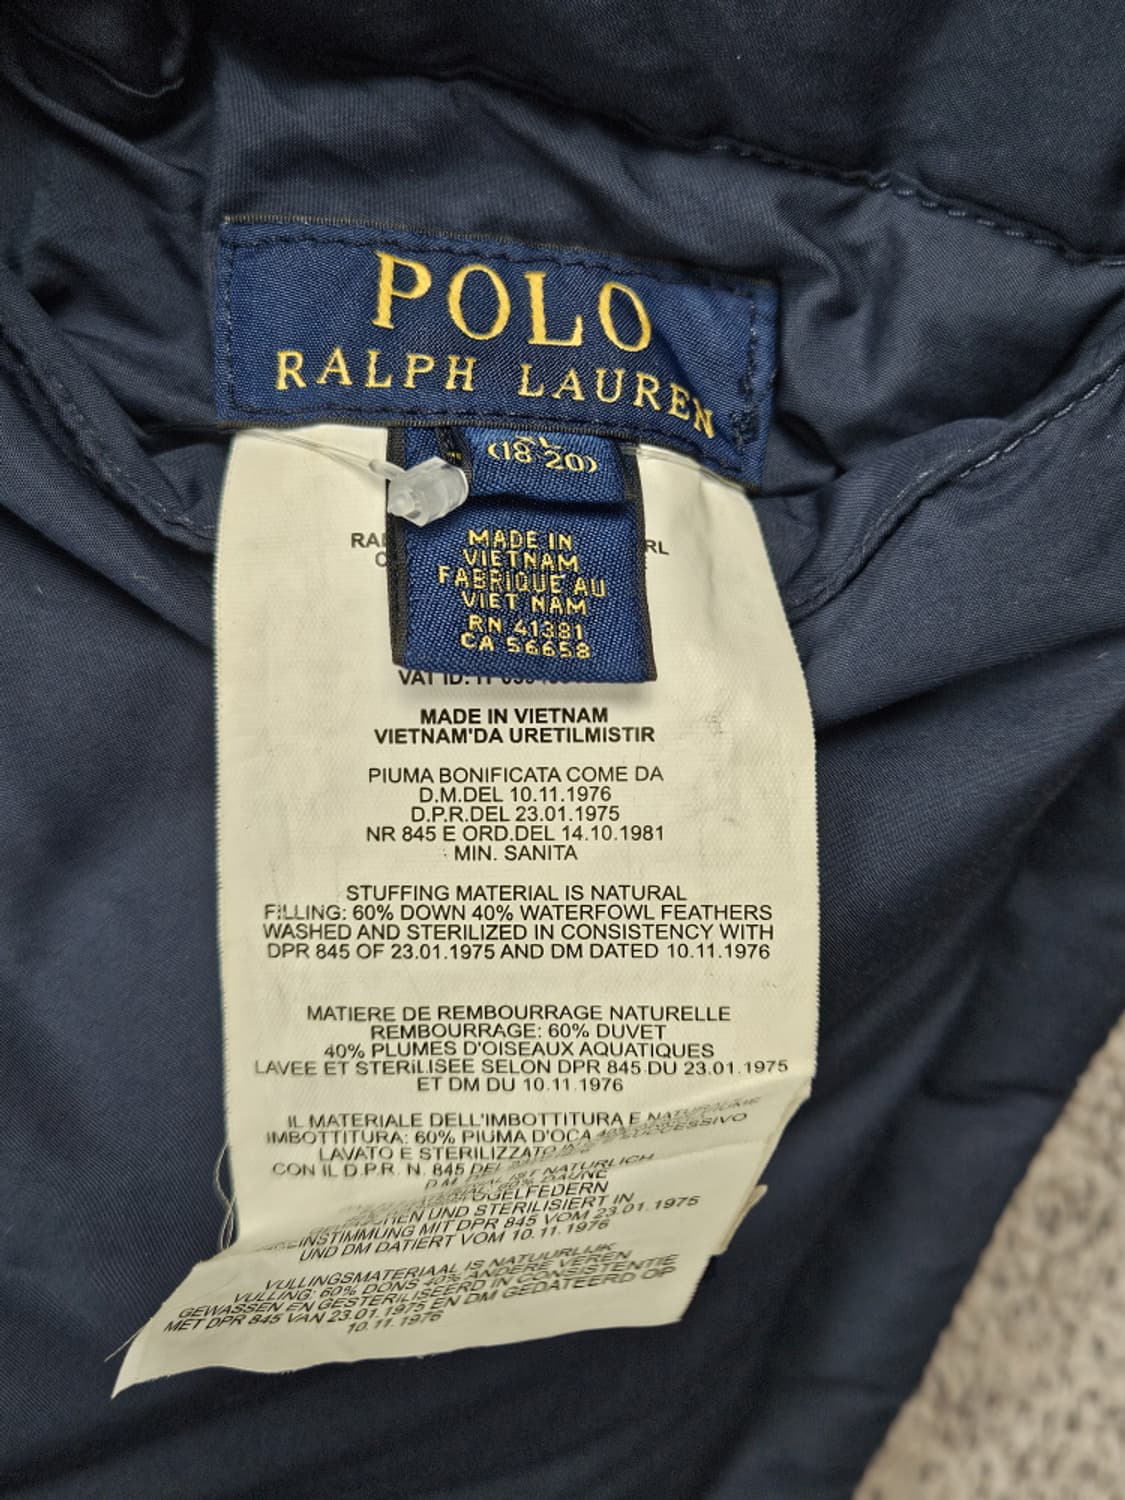 POLO
RALPH LAUREN
(18-20)
MADE IN
VIETNAM
FABRIQUE AU
VIET NAM
RN 41381
CA 56658
VAT ID:
MADE IN VIETNAM
VIETNAM'DA URETILMISTIR
PIUMA BONIFICATA COME DA
D.M.DEL 10.11.1976
D.P.R.DEL 23.01.1975
NR 845 E ORD.DEL 14.10.1981
MIN. SANITA
STUFFING MATERIAL IS NATURAL
FILLING: 60% DOWN 40% WATERFOWL FEATHERS
WASHED AND STERILIZED IN CONSISTENCY WITH
DPR 845 OF 23.01.1975 AND DM DATED 10.11.1976
MATIERE DE REMBOURRAGE NATURELLE
REMBOURRAGE: 60% DUVET
40% PLUMES D'OISEAUX AQUATIQUES
LAVEE ET STERILISEE SELON DPR 845 DU 23.01.1975
ET DM DU 10.11.1976
IL MATERIALE DELL'IMBOTTITURA E
IMBOTTITURA: 60% PIUMA D'OCA
LAVATO E STERILIZZATO
CON IL D.P.R. N. 845 DEL
D.M.
IST NATURLICH
UND STERILISIERT IN
MIT DPR 845 VOM 23.01.1975
UND DM DATIERT VOM 10.11.1976
VULLINGSMATERIAAL IS NATUURLIJK
VULLING: 60% DONS 40% ANDERE VEREN
GEWASSEN EN GESTERILISEERD IN CONSISTENTIE
MET DPR 845 VAN 23.01.1975 EN DM GEDATEERD OP
10.11.1976